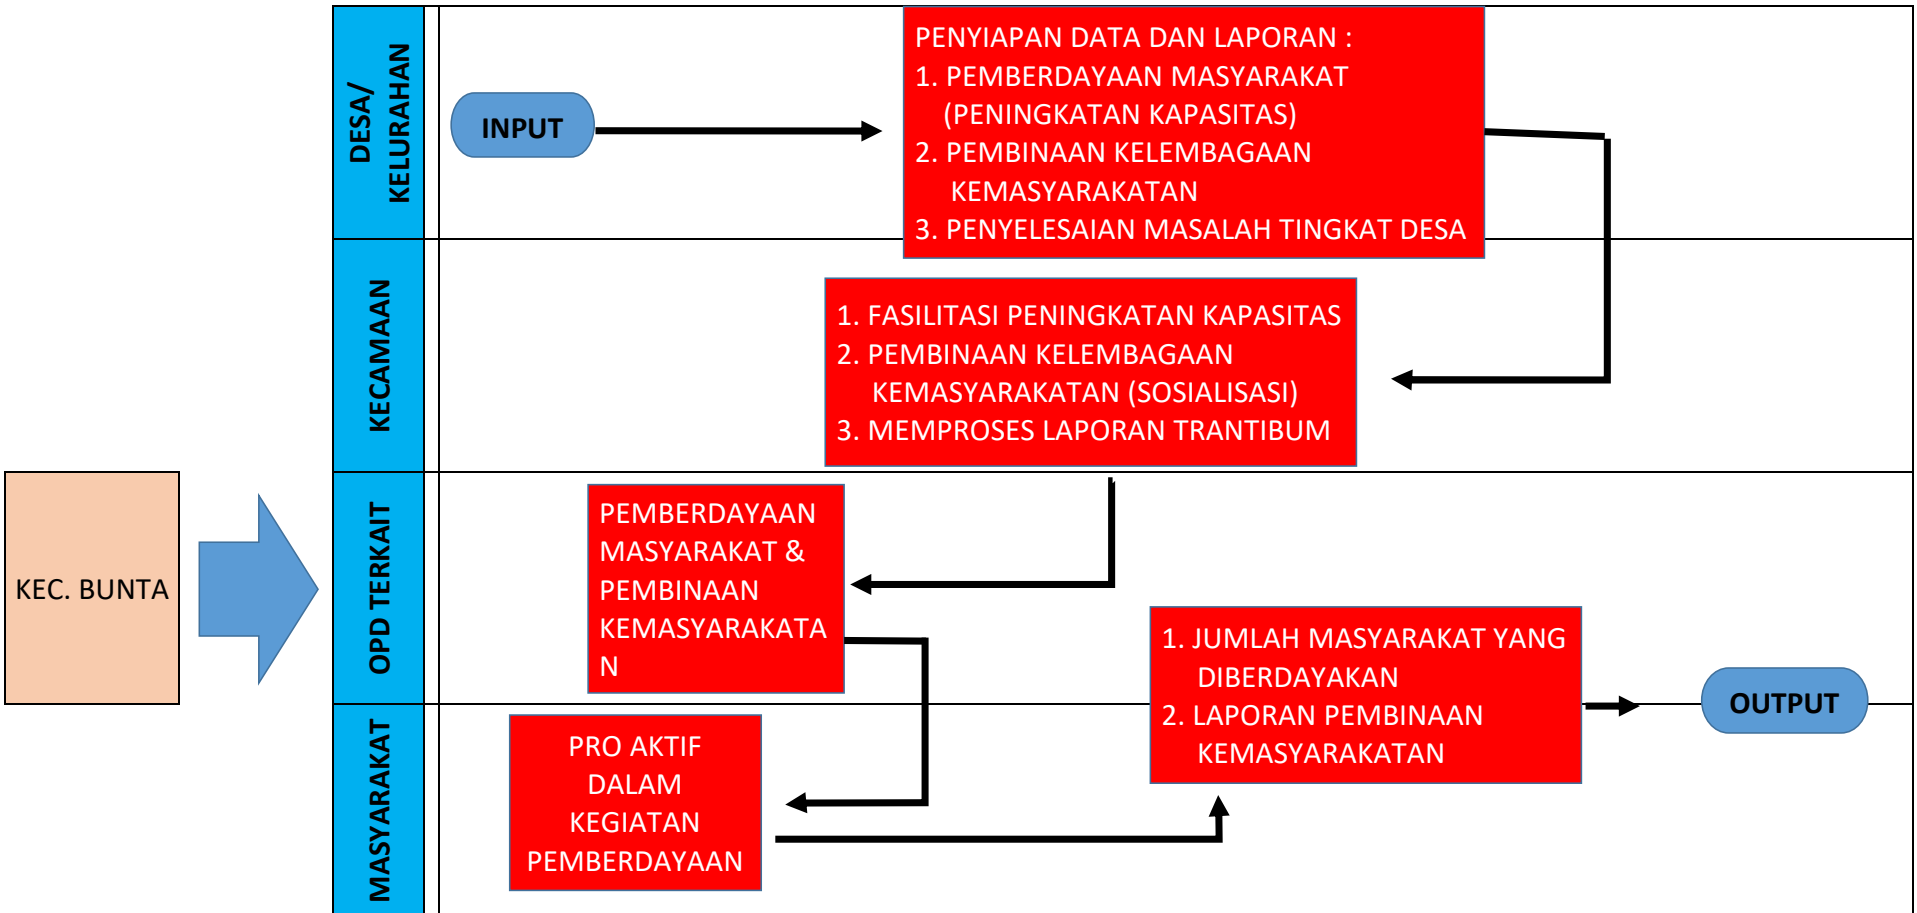 DESA/
KELURAHAN
INPUT
PENYIAPAN DATA DAN LAPORAN :
1. PEMBERDAYAAN MASYARAKAT
(PENINGKATAN KAPASITAS)
2. PEMBINAAN KELEMBAGAAN
KEMASYARAKATAN
3. PENYELESAIAN MASALAH TINGKAT DESA
KECAMAAN
1. FASILITASI PENINGKATAN KAPASITAS
2. PEMBINAAN KELEMBAGAAN
KEMASYARAKATAN (SOSIALISASI)
3. MEMPROSES LAPORAN TRANTIBUM
KEC. BUNTA
OPD TERKAIT
PEMBERDAYAAN
MASYARAKAT &
PEMBINAAN
KEMASYARAKATA
N
1. JUMLAH MASYARAKAT YANG
DIBERDAYAKAN
2. LAPORAN PEMBINAAN
KEMASYARAKATAN
OUTPUT
MASYARAKAT
PRO AKTIF
DALAM
KEGIATAN
PEMBERDAYAAN